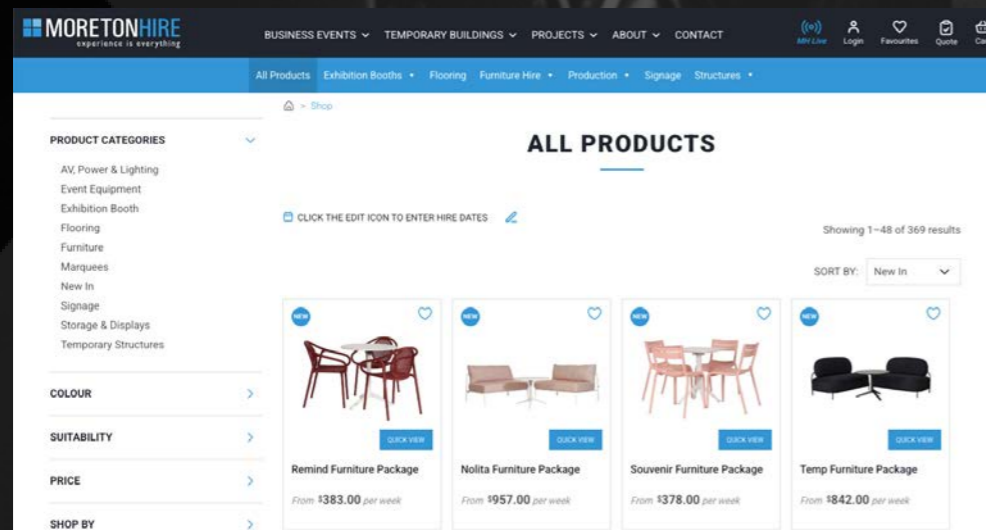 MORETONHIRE
experience is everything
BUSINESS EVENTS TEMPORARY BUILDINGS PROJECTS ABOUT CONTACT
MH Live Login Favourites Quote
All Products Exhibition Booths Flooring Furniture Hire Production Signage Structures
> Shop
PRODUCT CATEGORIES
AV, Power & Lighting
Event Equipment
Exhibition Booth
Flooring
Furniture
Marquees
New In
Signage
Storage & Displays
Temporary Structures
COLOUR
SUITABILITY
PRICE
SHOP BY
ALL PRODUCTS
CLICK THE EDIT ICON TO ENTER HIRE DATES
Showing 1–48 of 369 results
SORT BY: New In
NEW NEW NEW NEW
QUICK VIEW QUICK VIEW QUICK VIEW QUICK VIEW
Remind Furniture Package Nolita Furniture Package Souvenir Furniture Package Temp Furniture Package
From $383.00 per week From $957.00 per week From $378.00 per week From $842.00 per week